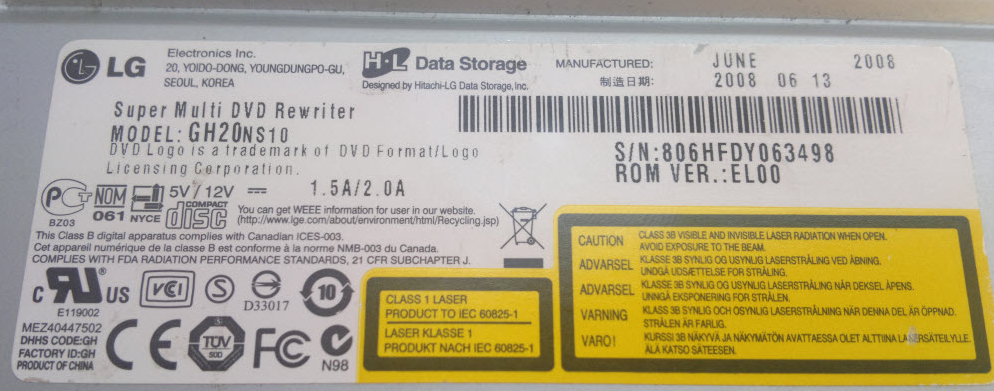 LG
Electronics Inc.
20, YOIDO-DONG, YOUNGDUNGPO-GU,
SEOUL, KOREA
H·L Data Storage
Designed by Hitachi-LG Data Storage, Inc.
MANUFACTURED: JUNE 2008
制造日期: 2008 06 13
Super Multi DVD Rewriter
MODEL: GH20NS10
DVD Logo is a trademark of DVD Format/Logo
Licensing Corporation.
S/N:806HFDY063498
ROM VER.:EL00
BZ03
NOM
061 NYCE
5V / 12V 1.5A/2.0A
COMPACT
disc
You can get WEEE information for user in our website.
(http://www.lge.com/about/environment/html/Recycling.jsp)
This Class B digital apparatus complies with Canadian ICES-003.
Cet appareil numérique de la classe B est conforme à la norme NMB-003 du Canada.
COMPLIES WITH FDA RADIATION PERFORMANCE STANDARDS, 21 CFR SUBCHAPTER J.
C RU US
E119002
VCI
S
D33017
10
MEZ40447502
DHHS CODE:GH
FACTORY ID:GH
PRODUCT OF CHINA
CE
TÜV
SÜD
FC
N98
CLASS 1 LASER
PRODUCT TO IEC 60825-1
LASER KLASSE 1
PRODUKT NACH IEC 60825-1
CAUTION CLASS 3B VISIBLE AND INVISIBLE LASER RADIATION WHEN OPEN.
AVOID EXPOSURE TO THE BEAM.
ADVARSEL KLASSE 3B SYNLIG OG USYNLIG LASERSTRÅLING VED ÅBNING.
UNDGÅ UDSÆTTELSE FOR STRÅLING.
ADVARSEL KLASSE 3B SYNLIG OG USYNLIG LASERSTRÅLING NÅR DEKSEL ÅPENS.
UNNGÅ EKSPONERING FOR STRÅLEN.
VARNING KLASS 3B SYNLIG OCH OSYNLIG LASERSTRÅLNING NÄR DENNA DEL ÄR ÖPPNAD.
STRÅLEN ÄR FARLIG.
VARO! KURSSI 3B NÄKYVÄ JA NÄKYMÄTÖN AVATTAESSA OLET ALTTIINA LASERSÄTEILYLLE.
ÄLÄ KATSO SÄTEESEEN.